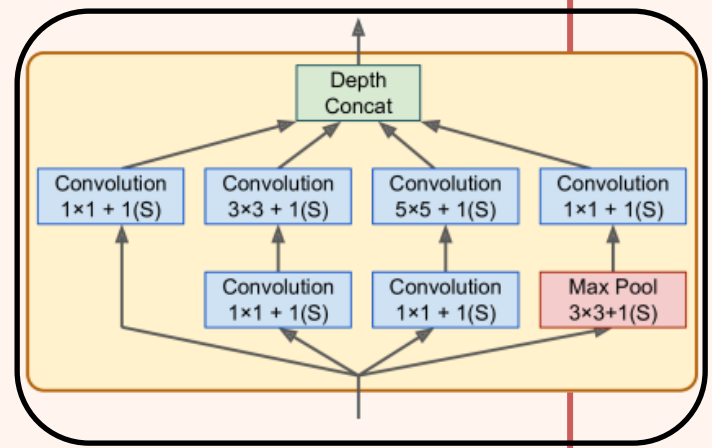 Depth
Concat
Convolution
1×1 + 1(S)
Convolution
3×3 + 1(S)
Convolution
5×5 + 1(S)
Convolution
1×1 + 1(S)
Convolution
1×1 + 1(S)
Convolution
1×1 + 1(S)
Max Pool
3×3+1(S)